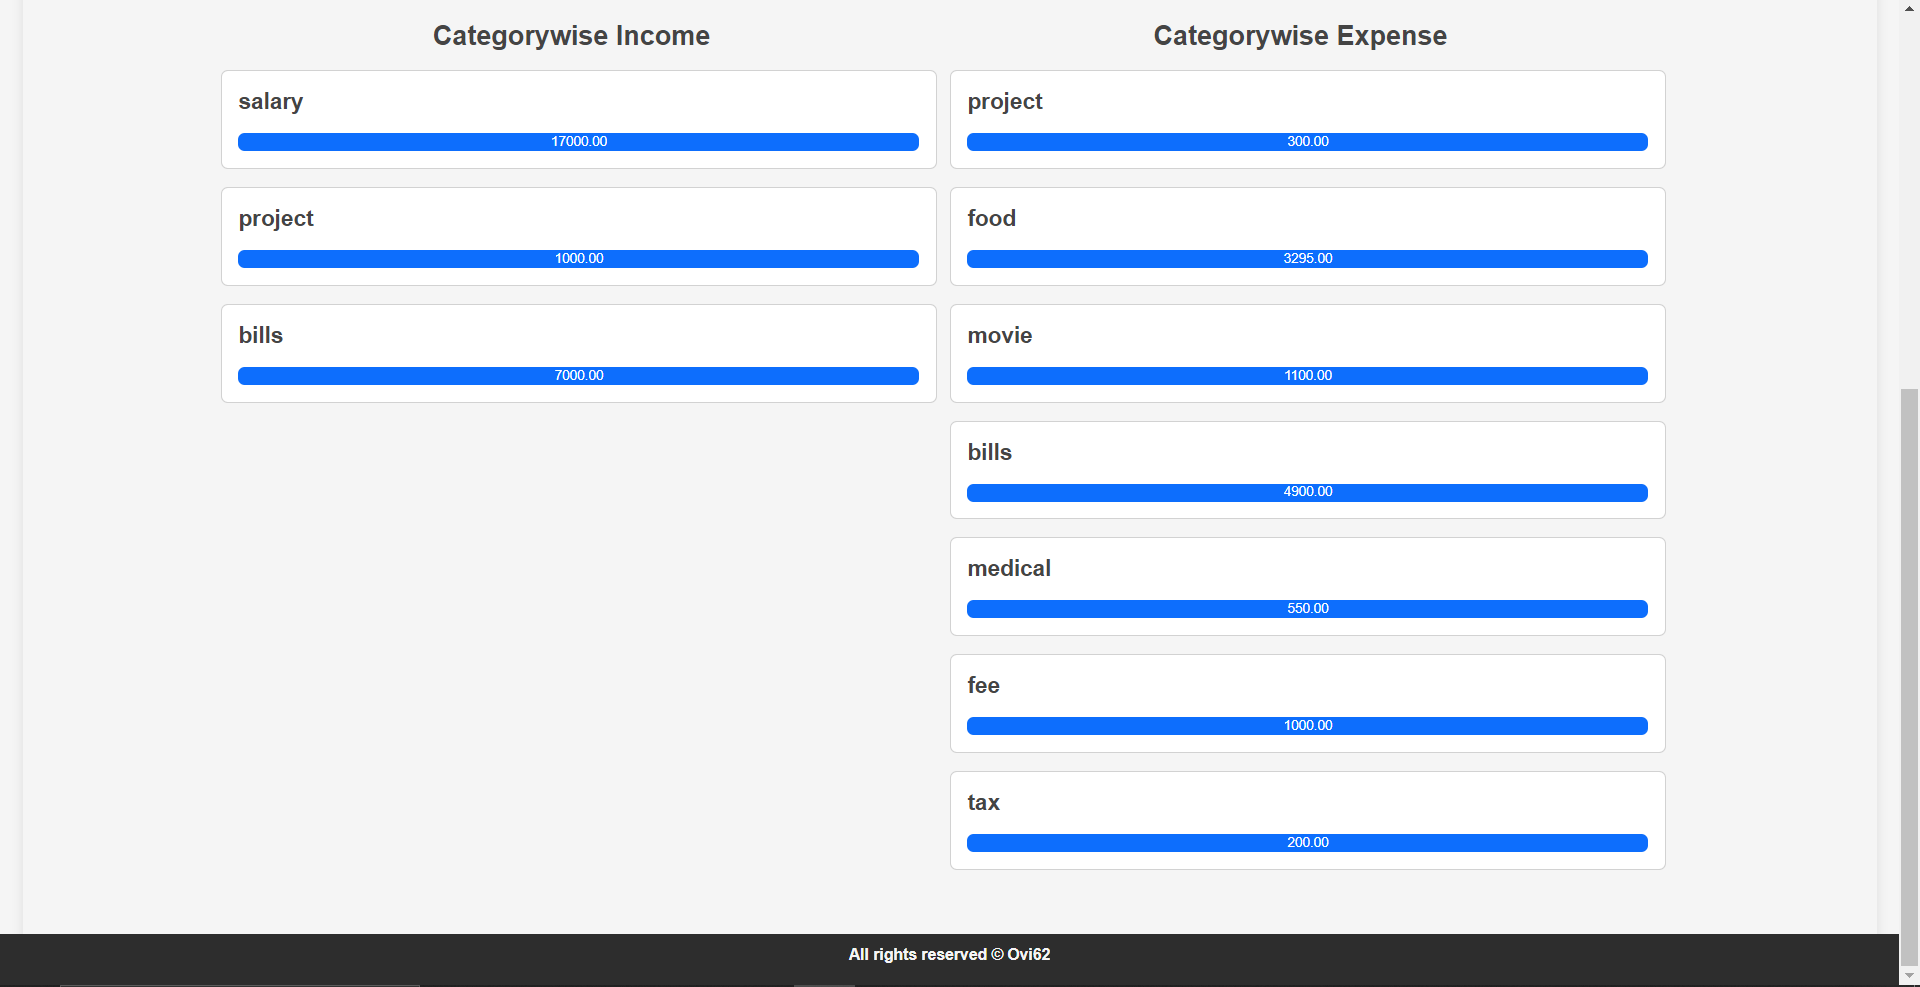 Categorywise Income
salary
17000.00
project
1000.00
bills
7000.00
Categorywise Expense
project
300.00
food
3295.00
movie
1100.00
bills
4900.00
medical
550.00
fee
1000.00
tax
200.00
All rights reserved © Ovi62